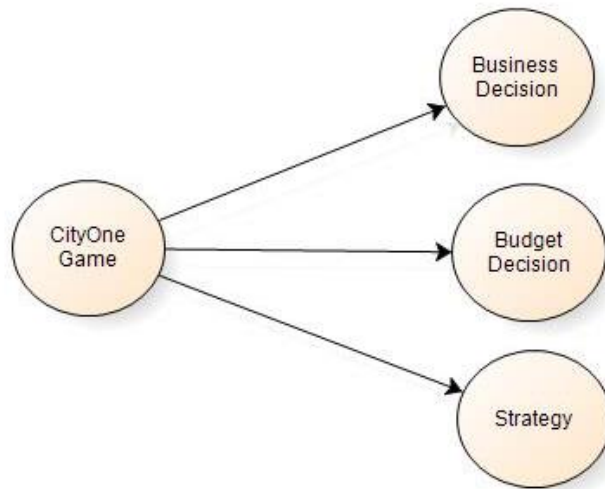 Business
Decision
CityOne
Game
Budget
Decision
Strategy